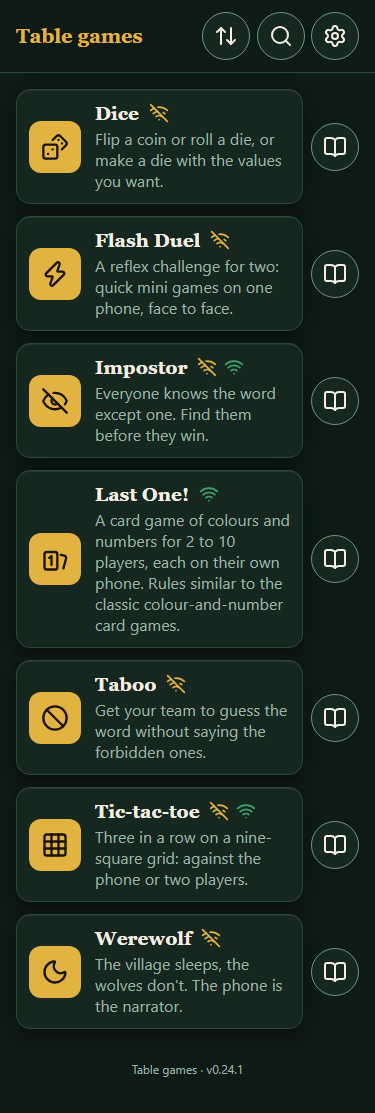 Table games
Dice
Flip a coin or roll a die, or
make a die with the values
you want.
Flash Duel
A reflex challenge for two:
quick mini games on one
phone, face to face.
Impostor
Everyone knows the word
except one. Find them
before they win.
Last One!
A card game of colours and
numbers for 2 to 10
players, each on their own
phone. Rules similar to the
classic colour-and-number
card games.
1
Taboo
Get your team to guess the
word without saying the
forbidden ones.
Tic-tac-toe
Three in a row on a nine-
square grid: against the
phone or two players.
Werewolf
The village sleeps, the
wolves don't. The phone is
the narrator.
Table games · v0.24.1